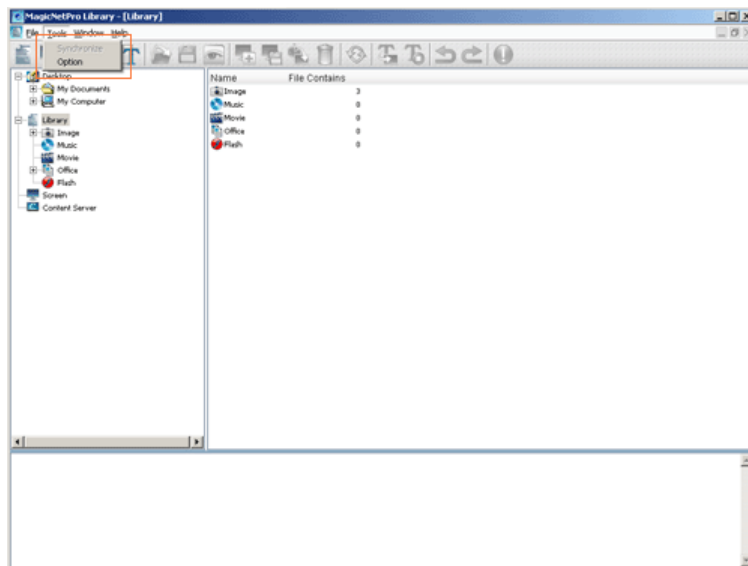 MagicNetPro Library - [Library]
File Tools Window Help
Synchronize
Option
Desktop
My Documents
My Computer
Library
Image
Music
Movie
Office
Flash
Screen
Content Server
Name File Contains
Image 3
Music 0
Movie 0
Office 0
Flash 0